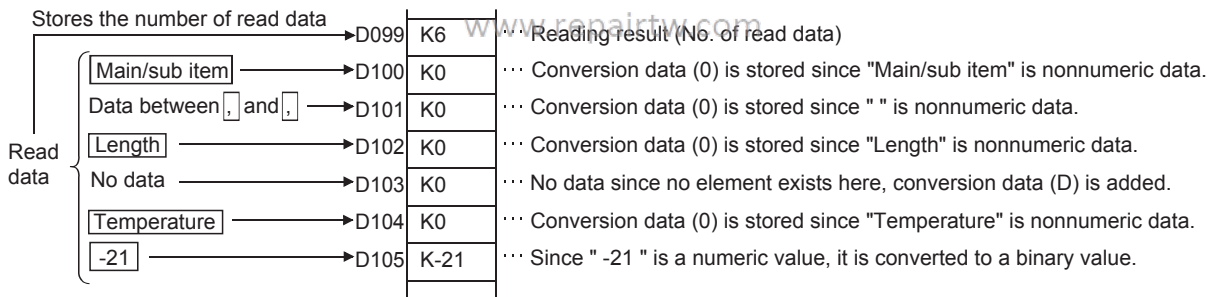 Stores the number of read data
www.repairtw.com
D099 K6 ··· Reading result (No. of read data)
Main/sub item D100 K0 ··· Conversion data (0) is stored since "Main/sub item" is nonnumeric data.
Data between , and , D101 K0 ··· Conversion data (0) is stored since " " is nonnumeric data.
Read data
Length D102 K0 ··· Conversion data (0) is stored since "Length" is nonnumeric data.
No data D103 K0 ··· No data since no element exists here, conversion data (D) is added.
Temperature D104 K0 ··· Conversion data (0) is stored since "Temperature" is nonnumeric data.
-21 D105 K-21 ··· Since " -21 " is a numeric value, it is converted to a binary value.